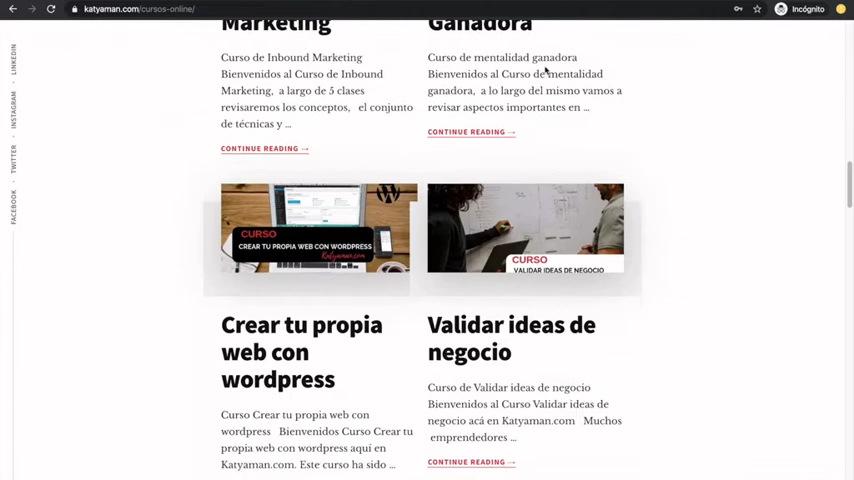 katyaman.com/cursos-online/
Incógnito
LINKEDIN
INSTAGRAM
TWITTER
FACEBOOK
Marketing
Curso de Inbound Marketing
Bienvenidos al Curso de Inbound
Marketing, a largo de 5 clases
revisaremos los conceptos, el conjunto
de técnicas y ...
CONTINUE READING →
Ganadora
Curso de mentalidad ganadora
Bienvenidos al Curso de mentalidad
ganadora, a lo largo del mismo vamos a
revisar aspectos importantes en ...
CONTINUE READING →
CURSO
CREAR TU PROPIA WEB CON WORDPRESS
Katyaman.com
Crear tu propia
web con
wordpress
Curso Crear tu propia web con
wordpress Bienvenidos Curso Crear tu
propia web con wordpress aquí en
Katyaman.com. Este curso ha sido ...
CURSO
VALIDAR IDEAS DE NEGOCIO
Validar ideas de
negocio
Curso de Validar ideas de negocio
Bienvenidos al Curso Validar ideas de
negocio acá en Katyaman.com Muchos
emprendedores ...
CONTINUE READING →